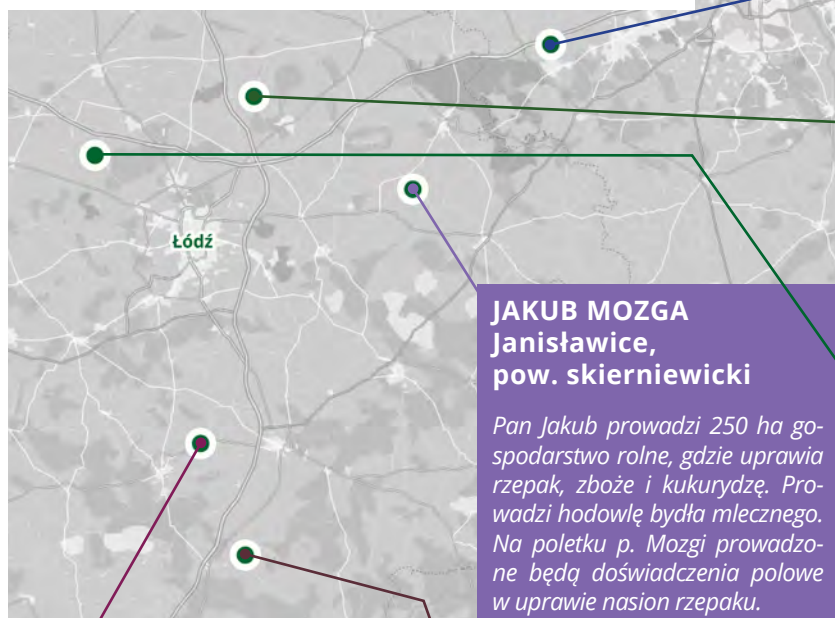 Łódź
JAKUB MOZGA
Janisławice,
pow. skierniewicki
Pan Jakub prowadzi 250 ha go-
spodarstwo rolne, gdzie uprawia
rzepak, zboże i kukurydzę. Pro-
wadzi hodowlę bydła mlecznego.
Na poletku p. Mozgi prowadzo-
ne będą doświadczenia polowe
w uprawie nasion rzepaku.